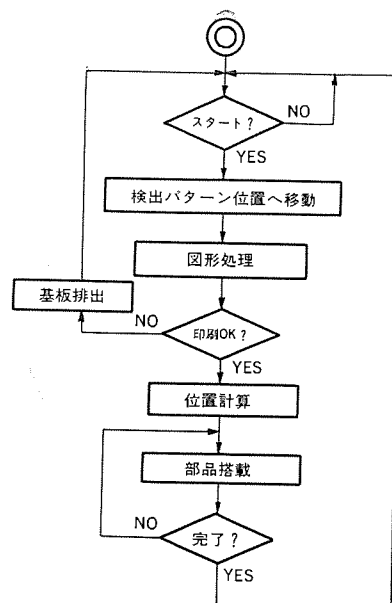 スタート?
NO
YES
検出パターン位置へ移動
図形処理
基板排出
NO
印刷OK?
YES
位置計算
部品搭載
NO
完了?
YES